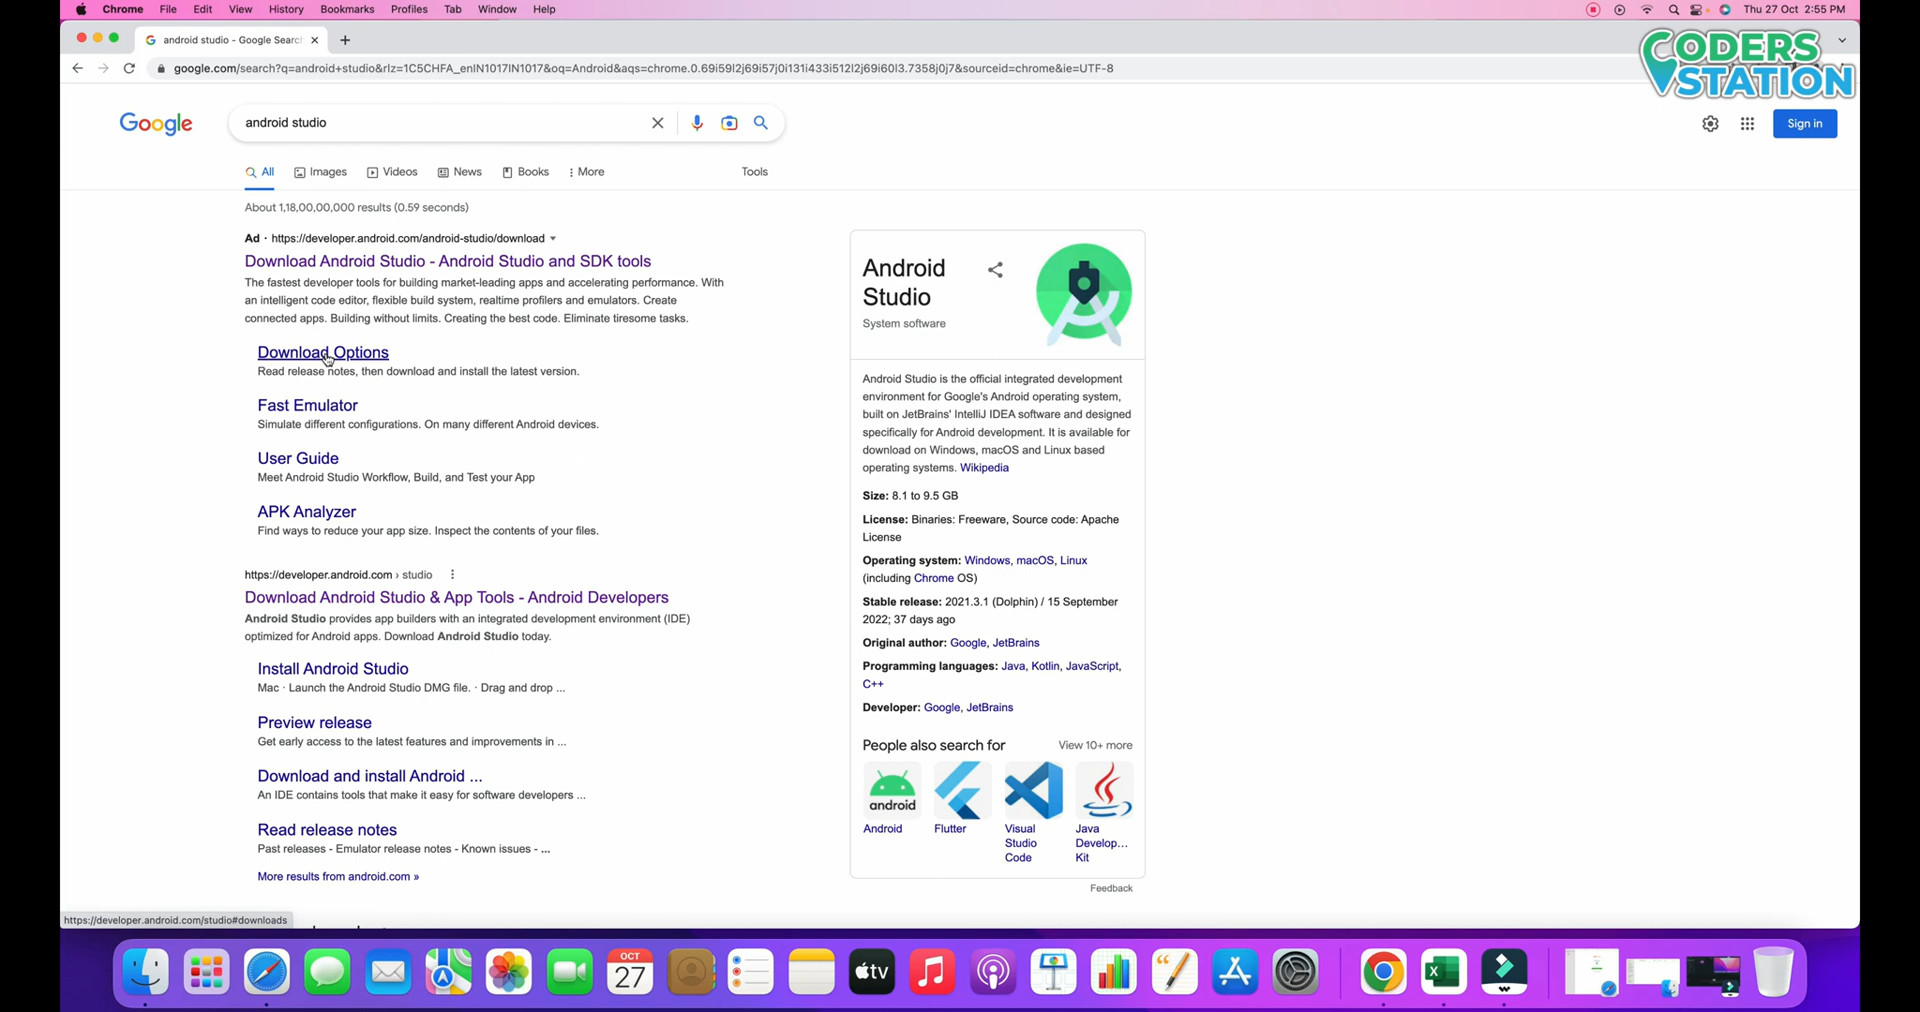 Chrome File Edit View History Bookmarks Profiles Tab Window Help
Thu 27 Oct 2:55 PM
android studio - Google Searc
CODERS
STATION
google.com/search?q=android+studio&rlz=1C5CHFA_enIN1017IN1017&oq=Android&aqs=chrome.0.69i59l2j69i57j0i131i433i512l2j69i60l3.7358j0j7&sourceid=chrome&ie=UTF-8
Google
android studio
Sign in
All Images Videos News Books More Tools
About 1,18,00,00,000 results (0.59 seconds)
Ad · https://developer.android.com/android-studio/download
Download Android Studio - Android Studio and SDK tools
The fastest developer tools for building market-leading apps and accelerating performance. With
an intelligent code editor, flexible build system, realtime profilers and emulators. Create
connected apps. Building without limits. Creating the best code. Eliminate tiresome tasks.
Download Options
Read release notes, then download and install the latest version.
Fast Emulator
Simulate different configurations. On many different Android devices.
User Guide
Meet Android Studio Workflow, Build, and Test your App
APK Analyzer
Find ways to reduce your app size. Inspect the contents of your files.
https://developer.android.com › studio
Download Android Studio & App Tools - Android Developers
Android Studio provides app builders with an integrated development environment (IDE)
optimized for Android apps. Download Android Studio today.
Install Android Studio
Mac · Launch the Android Studio DMG file. · Drag and drop ...
Preview release
Get early access to the latest features and improvements in ...
Download and install Android ...
An IDE contains tools that make it easy for software developers ...
Read release notes
Past releases - Emulator release notes - Known issues - ...
More results from android.com »
Android
Studio
System software
Android Studio is the official integrated development
environment for Google's Android operating system,
built on JetBrains' IntelliJ IDEA software and designed
specifically for Android development. It is available for
download on Windows, macOS and Linux based
operating systems. Wikipedia
Size: 8.1 to 9.5 GB
License: Binaries: Freeware, Source code: Apache
License
Operating system: Windows, macOS, Linux
(including Chrome OS)
Stable release: 2021.3.1 (Dolphin) / 15 September
2022; 37 days ago
Original author: Google, JetBrains
Programming languages: Java, Kotlin, JavaScript,
C++
Developer: Google, JetBrains
People also search for View 10+ more
android
Android
Flutter
Visual
Studio
Code
Java
Develop...
Kit
Feedback
https://developer.android.com/studio#downloads
OCT
27
tv